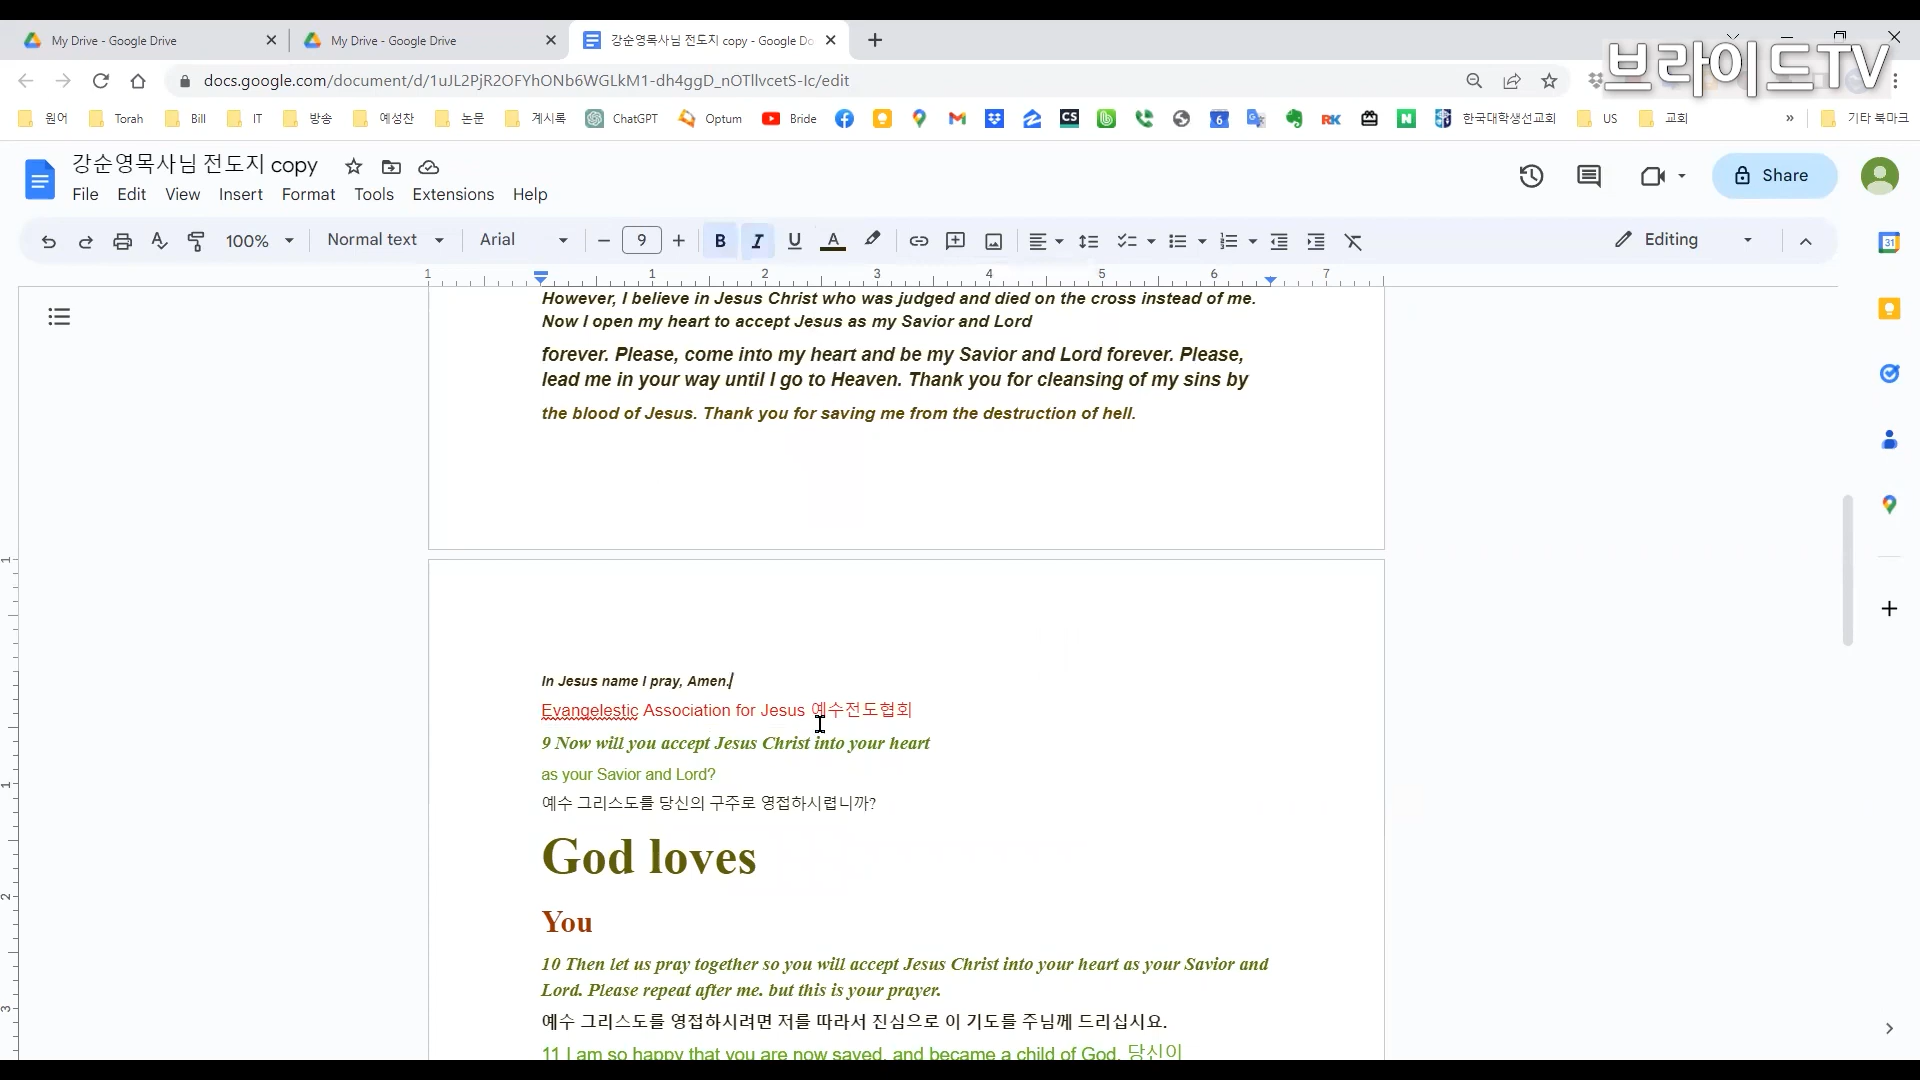 My Drive - Google Drive
My Drive - Google Drive
강순영목사님 전도지 copy - Google Do
브라이드TV
docs.google.com/document/d/1uJL2PjR2OFYhONb6WGLkM1-dh4ggD_nOTllvcetS-Ic/edit
원어 Torah Bill IT 방송 예성찬 논문 계시록 ChatGPT Optum Bride 한국대학생선교회 US 교회 » 기타 북마크
강순영목사님 전도지 copy
File Edit View Insert Format Tools Extensions Help
Share
100% Normal text Arial 9 B I U A Editing
1 1 2 3 4 5 6 7
However, I believe in Jesus Christ who was judged and died on the cross instead of me.
Now I open my heart to accept Jesus as my Savior and Lord
forever. Please, come into my heart and be my Savior and Lord forever. Please,
lead me in your way until I go to Heaven. Thank you for cleansing of my sins by
the blood of Jesus. Thank you for saving me from the destruction of hell.
In Jesus name I pray, Amen.
Evangelestic Association for Jesus 예수전도협회
9 Now will you accept Jesus Christ into your heart
as your Savior and Lord?
예수 그리스도를 당신의 구주로 영접하시렵니까?
God loves
You
10 Then let us pray together so you will accept Jesus Christ into your heart as your Savior and
Lord. Please repeat after me. but this is your prayer.
예수 그리스도를 영접하시려면 저를 따라서 진심으로 이 기도를 주님께 드리십시요.
11 I am so happy that you are now saved, and became a child of God. 당신이